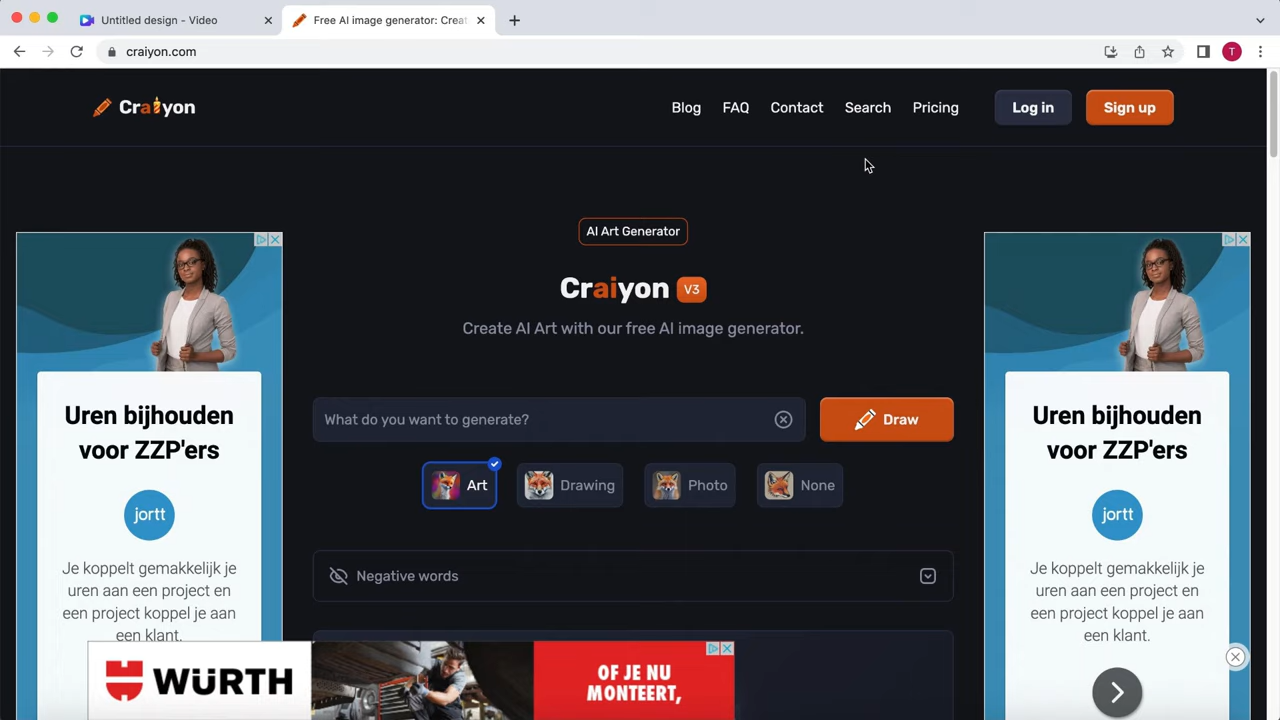 Untitled design - Video
Free AI image generator: Crea
craiyon.com
T
Craiyon
Blog
FAQ
Contact
Search
Pricing
Log in
Sign up
AI Art Generator
Craiyon V3
Create AI Art with our free AI image generator.
What do you want to generate?
Draw
Art
Drawing
Photo
None
Negative words
Uren bijhouden
voor ZZP'ers
jortt
Je koppelt gemakkelijk je
uren aan een project en
een project koppel je aan
een klant.
Uren bijhouden
voor ZZP'ers
jortt
Je koppelt gemakkelijk je
uren aan een project en
een project koppel je aan
een klant.
WÜRTH
OF JE NU
MONTEERT,